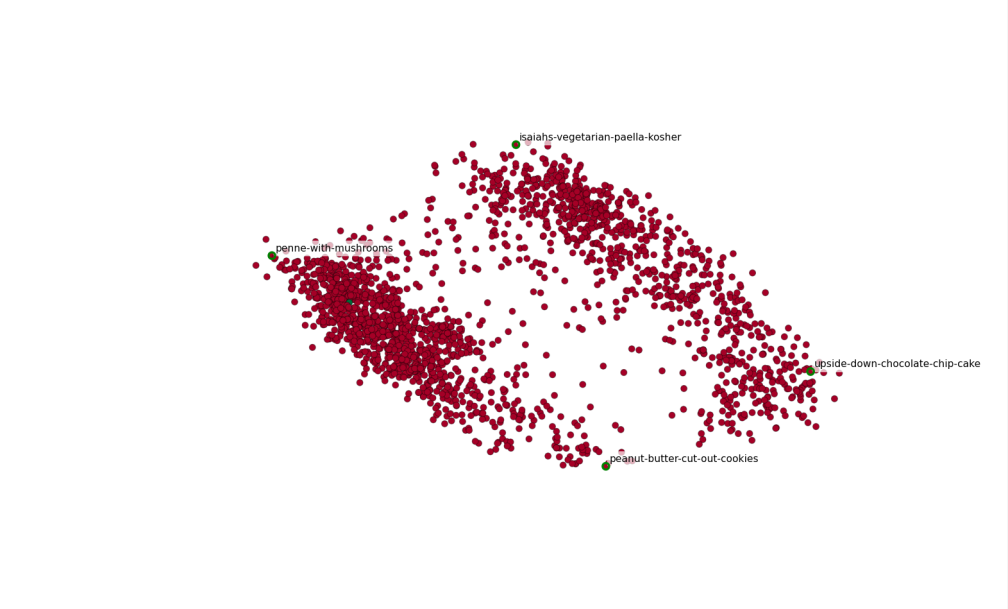 isaiahs-vegetarian-paella-kosher
penne-with-mushrooms
upside-down-chocolate-chip-cake
peanut-butter-cut-out-cookies